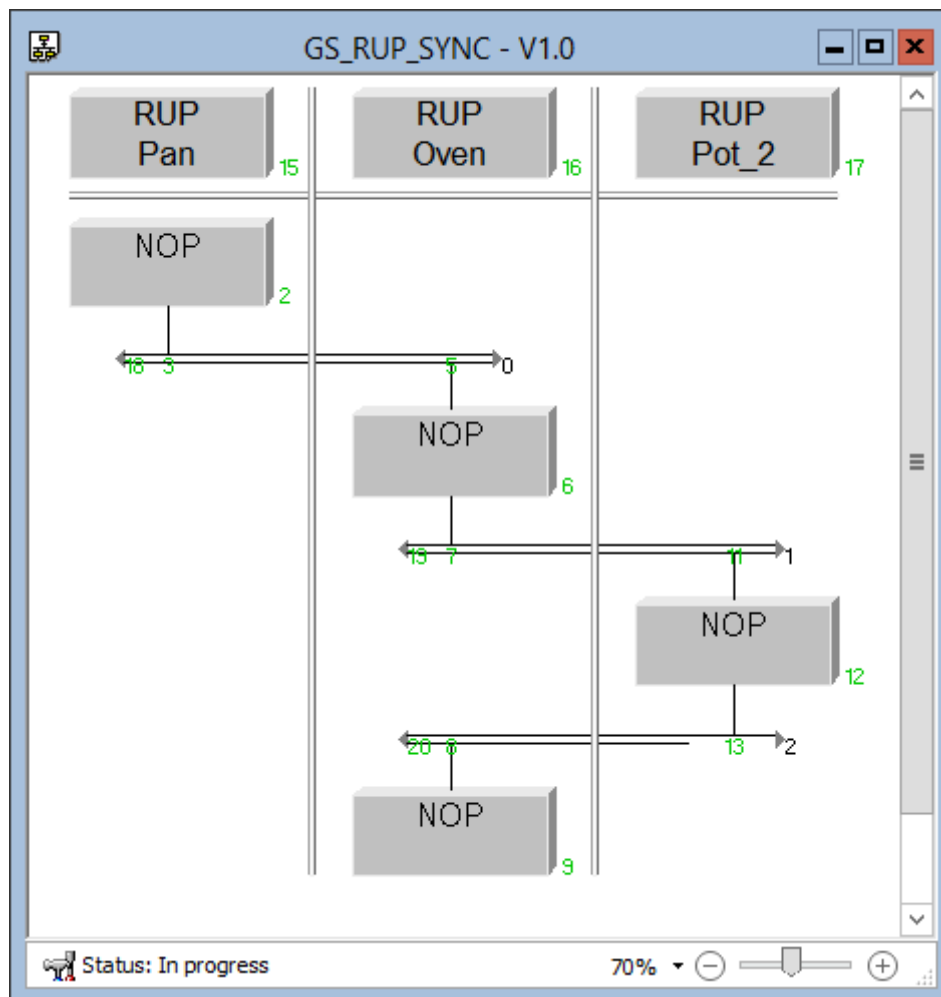 GS_RUP_SYNC - V1.0
RUP
Pan
15
RUP
Oven
16
RUP
Pot_2
17
NOP
2
18 3 5 0
NOP
6
19 7 11 1
NOP
12
20 8 13 2
NOP
9
Status: In progress
70%